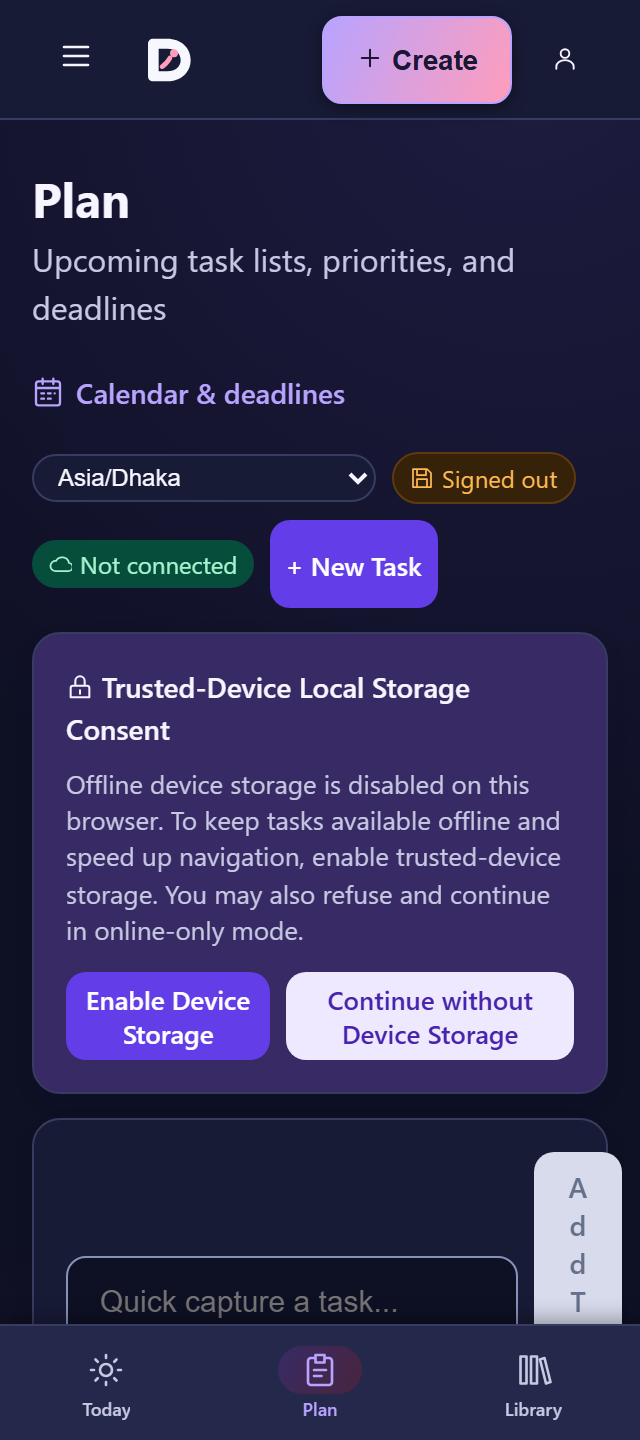 Create
Plan
Upcoming task lists, priorities, and
deadlines
Calendar & deadlines
Asia/Dhaka
Signed out
Not connected
+ New Task
Trusted-Device Local Storage
Consent
Offline device storage is disabled on this
browser. To keep tasks available offline and
speed up navigation, enable trusted-device
storage. You may also refuse and continue
in online-only mode.
Enable Device
Storage
Continue without
Device Storage
A
d
d
T
Quick capture a task...
Today
Plan
Library